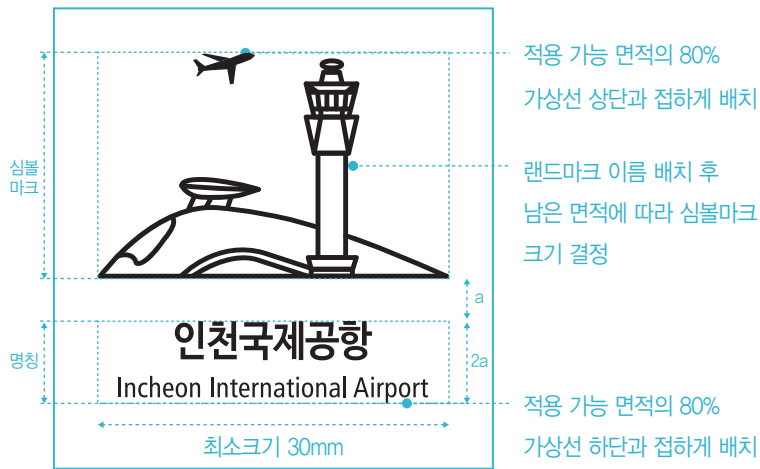 적용 가능 면적의 80%
가상선 상단과 접하게 배치
심볼
마크
랜드마크 이름 배치 후
남은 면적에 따라 심볼마크
크기 결정
a
명칭
인천국제공항
Incheon International Airport
2a
적용 가능 면적의 80%
가상선 하단과 접하게 배치
최소크기 30mm